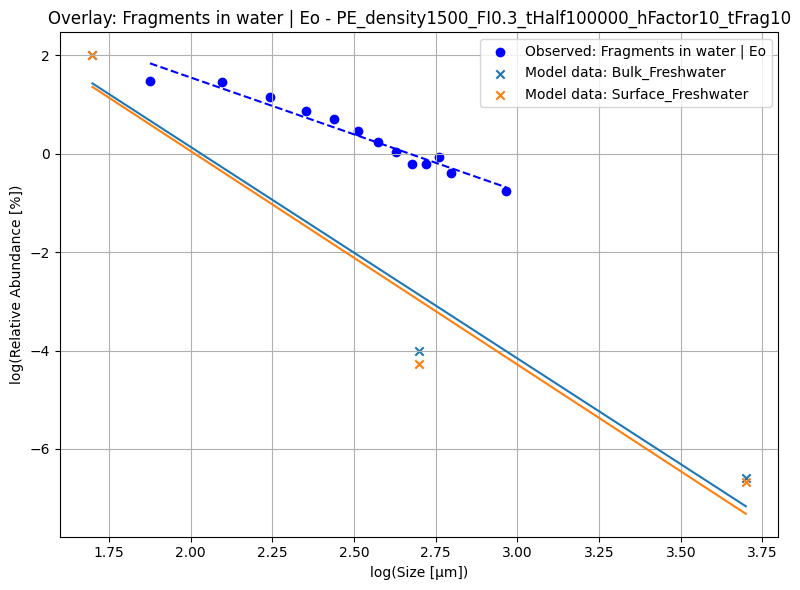 Overlay: Fragments in water | Eo - PE_density1500_FI0.3_tHalf100000_hFactor10_tFrag10
Observed: Fragments in water | Eo
Model data: Bulk_Freshwater
Model data: Surface_Freshwater
log(Relative Abundance [%])
2
0
−2
−4
−6
1.75 2.00 2.25 2.50 2.75 3.00 3.25 3.50 3.75
log(Size [μm])